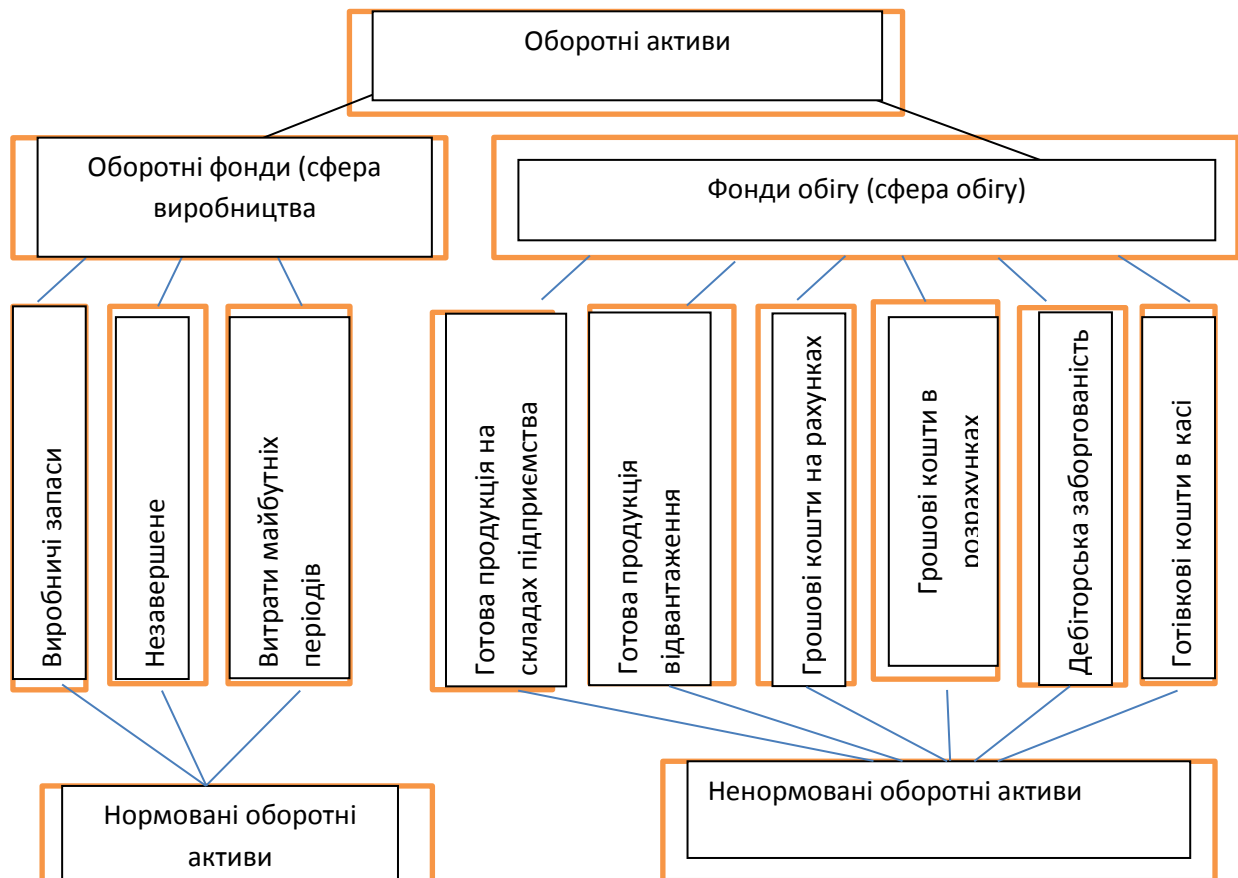 Оборотні активи
Оборотні фонди (сфера
виробництва
Фонди обігу (сфера обігу)
Виробничі запаси
Незавершене
Витрати майбутніх
періодів
Готова продукція на
складах підприємства
Готова продукція
відвантаження
Грошові кошти на рахунках
Грошові кошти в
розрахунках
Дебіторська заборгованість
Готівкові кошти в касі
Нормовані оборотні
активи
Ненормовані оборотні активи